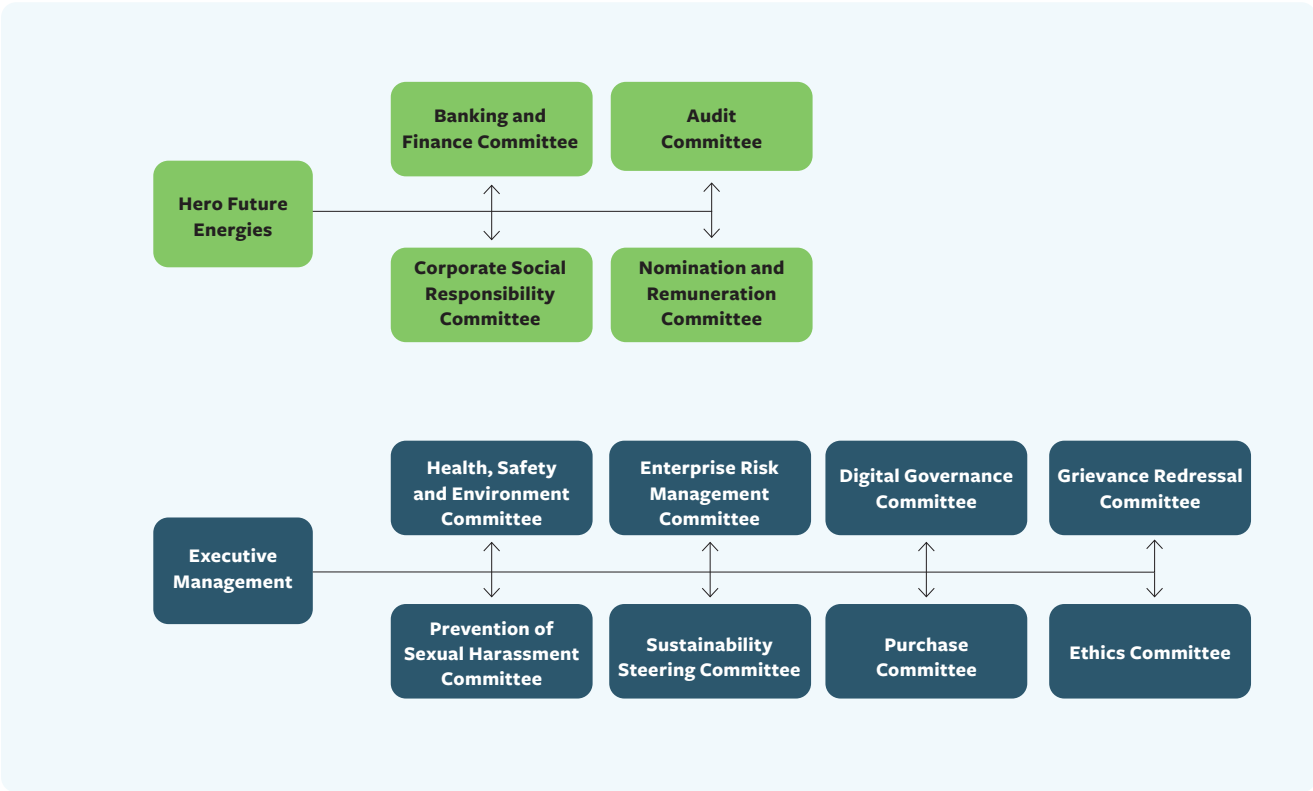 Hero Future
Energies
Banking and
Finance Committee
Audit
Committee
Corporate Social
Responsibility
Committee
Nomination and
Remuneration
Committee
Executive
Management
Health, Safety
and Environment
Committee
Enterprise Risk
Management
Committee
Digital Governance
Committee
Grievance Redressal
Committee
Prevention of
Sexual Harassment
Committee
Sustainability
Steering Committee
Purchase
Committee
Ethics Committee